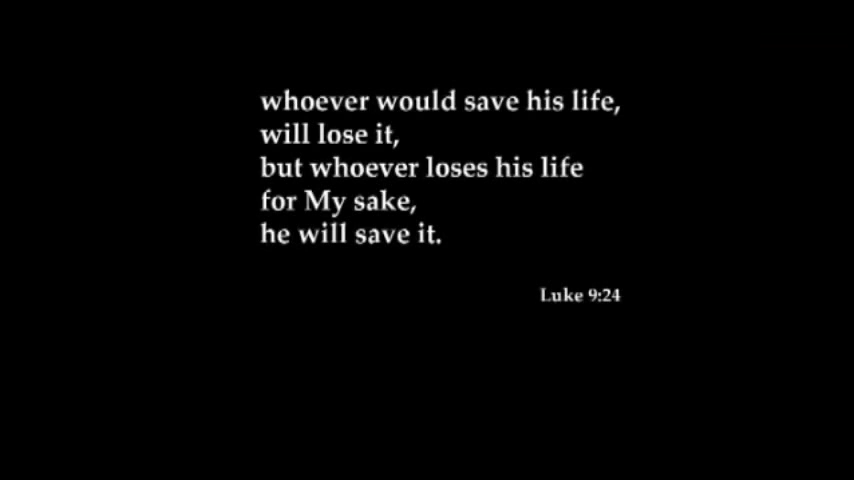 whoever would save his life,
will lose it,
but whoever loses his life
for My sake,
he will save it.
Luke 9:24